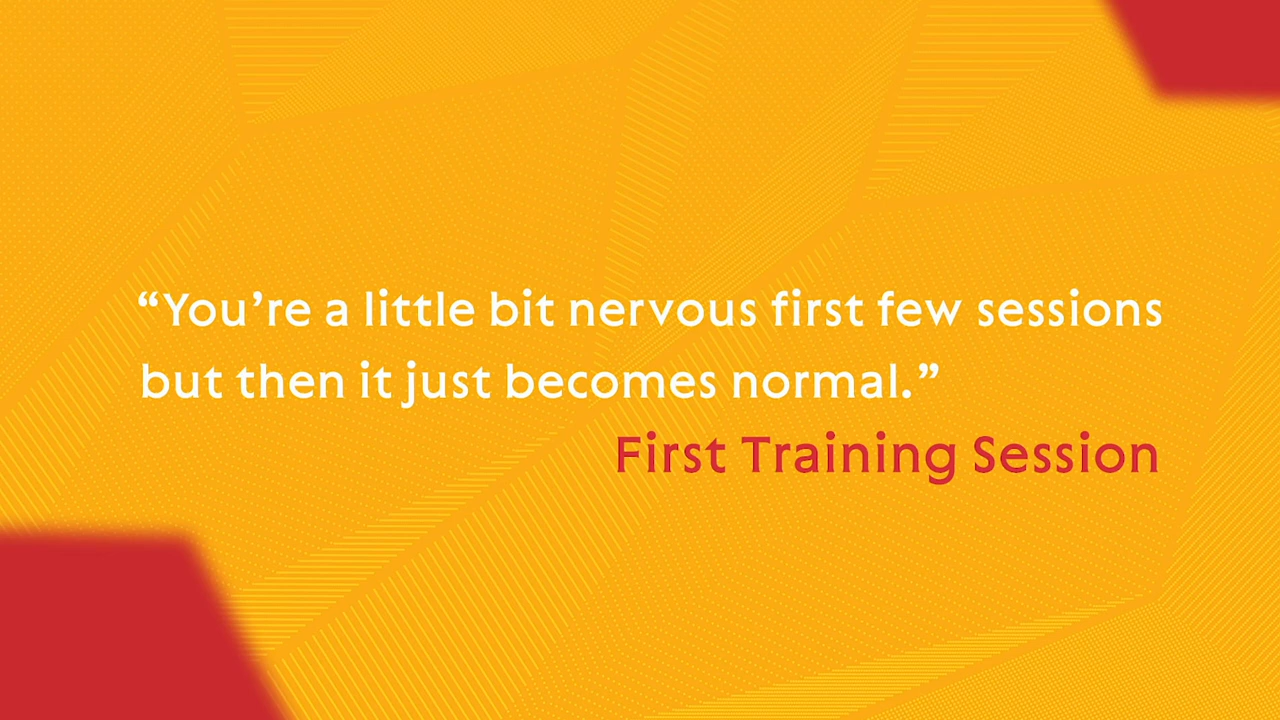 “You’re a little bit nervous first few sessions
but then it just becomes normal.”
First Training Session